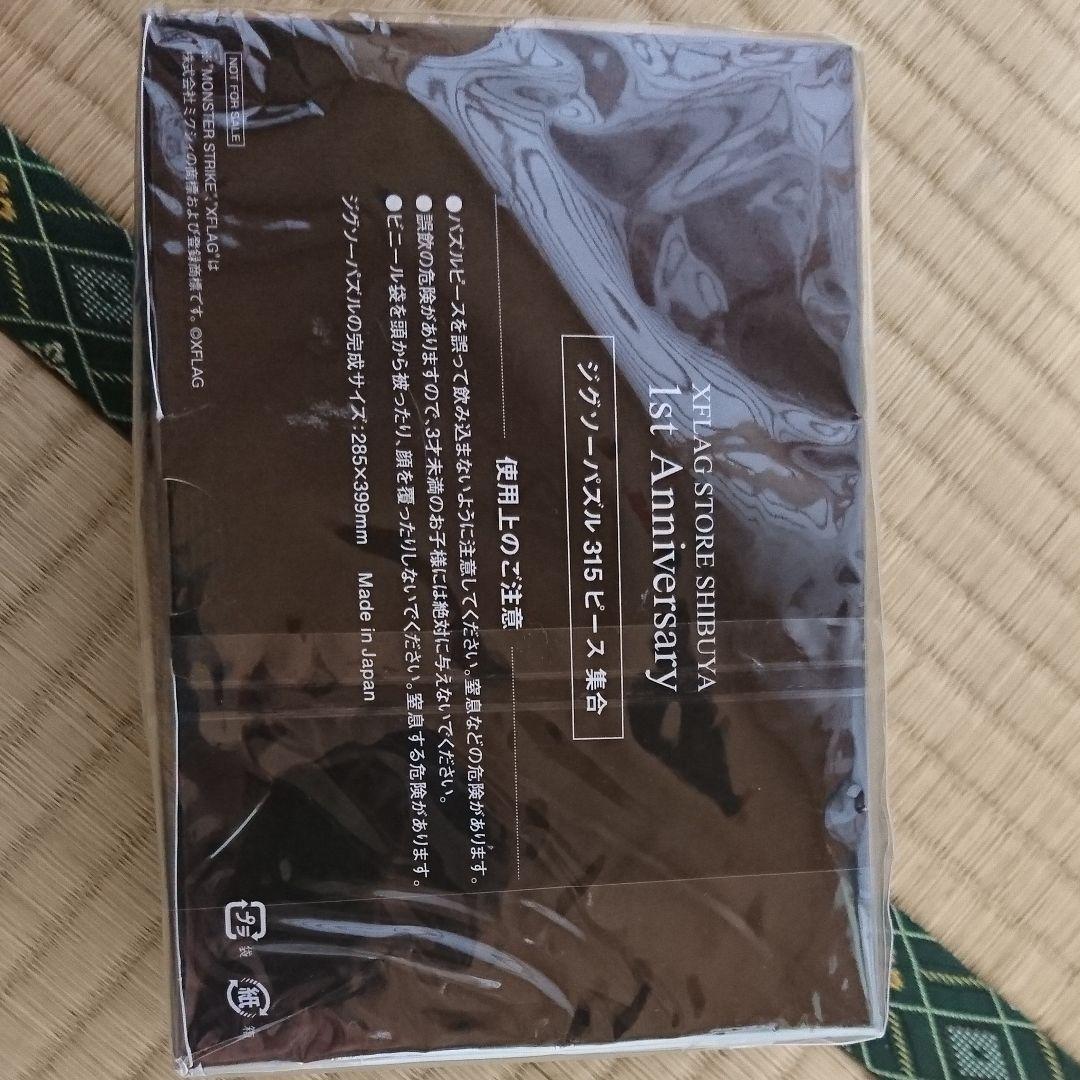 XFLAG STORE SHIBUYA
1st Anniversary
ジグソーパズル 315 ピース 集合
使用上のご注意
●パズルピースを誤って飲み込まないように注意してください。窒息などの危険があります。
●誤飲の危険がありますので、3才未満のお子様には絶対に与えないでください。
●ビニール袋を頭から被ったり、顔を覆ったりしないでください。窒息する危険があります。
ジグソーパズルの完成サイズ：285×399mm Made in Japan
NOT FOR SALE
※"MONSTER STRIKE","XFLAG"は
株式会社ミクシィの商標および登録商標です。©XFLAG
プラ 袋
紙 箱